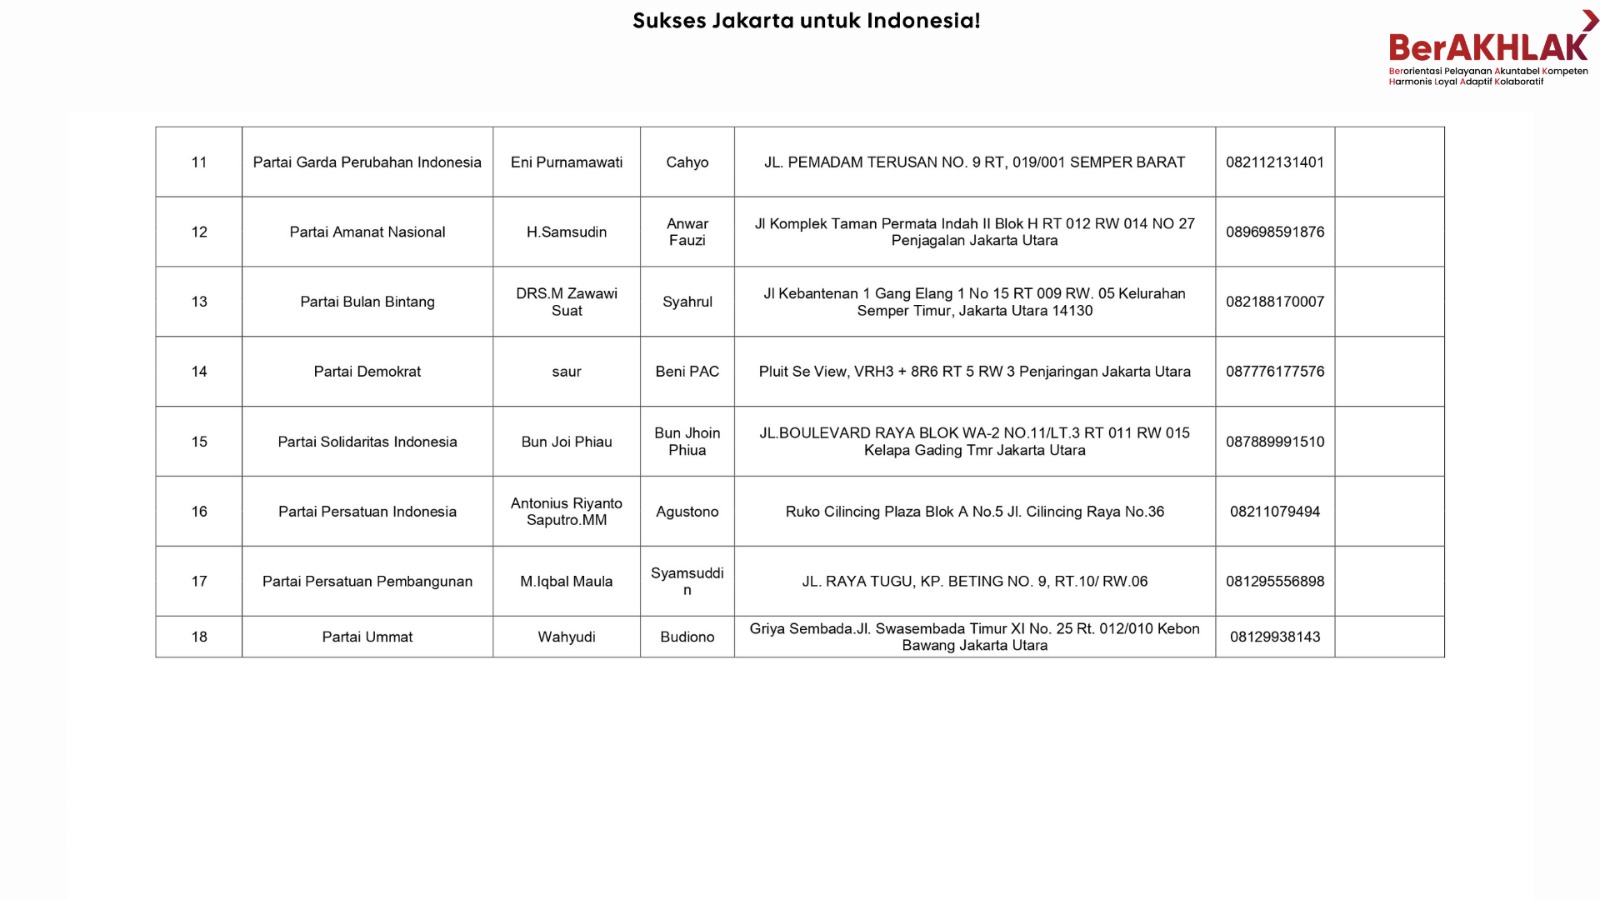 Sukses Jakarta untuk Indonesia!
BerAKHLAK
Berorientasi Pelayanan Akuntabel Kompeten
Harmonis Loyal Adaptif Kolaboratif
11 Partai Garda Perubahan Indonesia Eni Purnamawati Cahyo JL. PEMADAM TERUSAN NO. 9 RT, 019/001 SEMPER BARAT 082112131401
12 Partai Amanat Nasional H.Samsudin Anwar
Fauzi Jl Komplek Taman Permata Indah II Blok H RT 012 RW 014 NO 27
Penjagalan Jakarta Utara 089698591876
13 Partai Bulan Bintang DRS.M Zawawi
Suat Syahrul Jl Kebantenan 1 Gang Elang 1 No 15 RT 009 RW. 05 Kelurahan
Semper Timur, Jakarta Utara 14130 082188170007
14 Partai Demokrat saur Beni PAC Pluit Se View, VRH3 + 8R6 RT 5 RW 3 Penjaringan Jakarta Utara 087776177576
15 Partai Solidaritas Indonesia Bun Joi Phiau Bun Jhoin
Phiua JL.BOULEVARD RAYA BLOK WA-2 NO.11/LT.3 RT 011 RW 015
Kelapa Gading Tmr Jakarta Utara 087889991510
16 Partai Persatuan Indonesia Antonius Riyanto
Saputro.MM Agustono Ruko Cilincing Plaza Blok A No.5 Jl. Cilincing Raya No.36 08211079494
17 Partai Persatuan Pembangunan M.Iqbal Maula Syamsuddi
n JL. RAYA TUGU, KP. BETING NO. 9, RT.10/ RW.06 081295556898
18 Partai Ummat Wahyudi Budiono Griya Sembada.Jl. Swasembada Timur XI No. 25 Rt. 012/010 Kebon
Bawang Jakarta Utara 08129938143